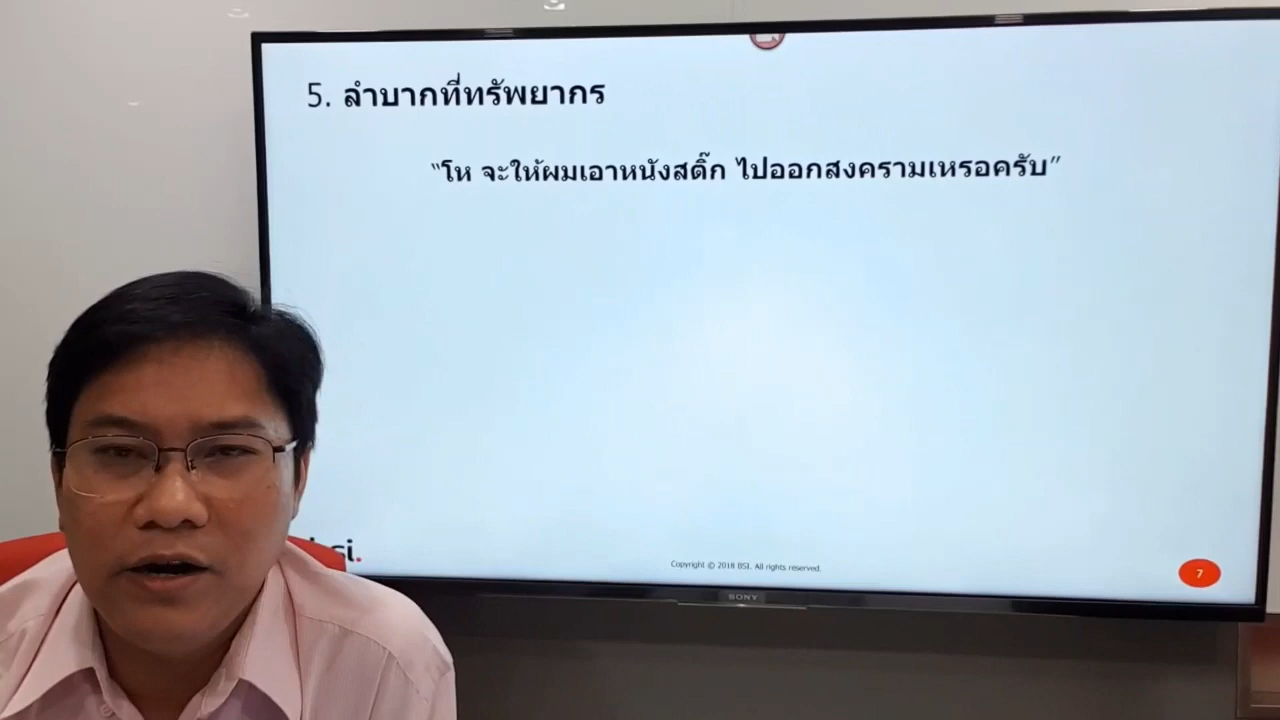 5. ลำบากที่ทรัพยากร
“โห จะให้ผมเอาหนังสติ๊ก ไปออกสงครามเหรอครับ”
si.
Copyright © 2018 BSI. All rights reserved.
7
SONY